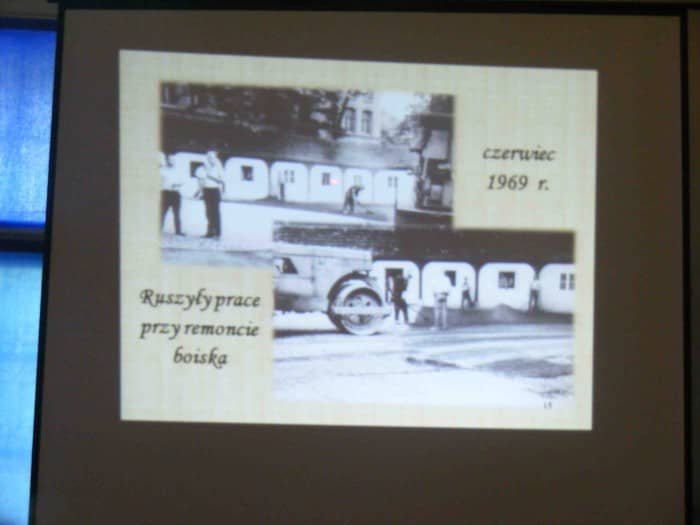 czerwiec
1969 r.
Ruszyły prace
przy remoncie
boiska